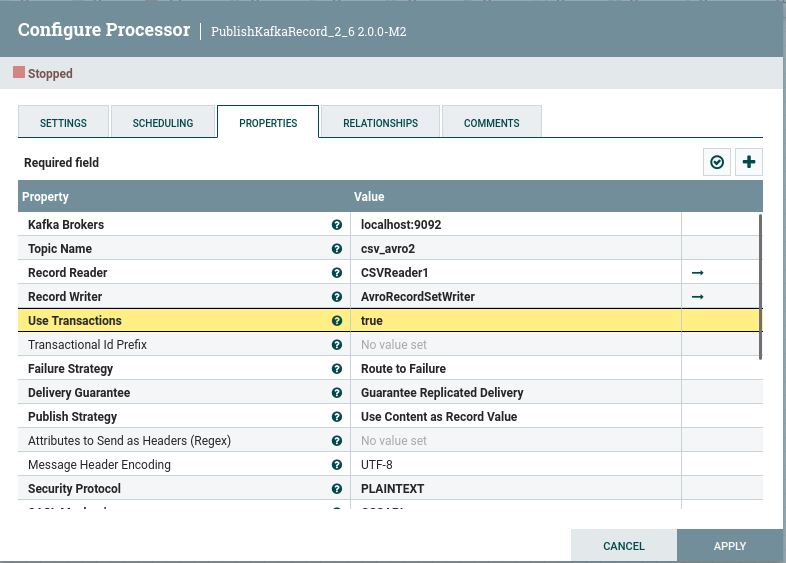 Configure Processor | PublishKafkaRecord_2_6 2.0.0-M2
Stopped
SETTINGS SCHEDULING PROPERTIES RELATIONSHIPS COMMENTS
Required field
Property Value
Kafka Brokers localhost:9092
Topic Name csv_avro2
Record Reader CSVReader1
Record Writer AvroRecordSetWriter
Use Transactions true
Transactional Id Prefix No value set
Failure Strategy Route to Failure
Delivery Guarantee Guarantee Replicated Delivery
Publish Strategy Use Content as Record Value
Attributes to Send as Headers (Regex) No value set
Message Header Encoding UTF-8
Security Protocol PLAINTEXT
CANCEL APPLY